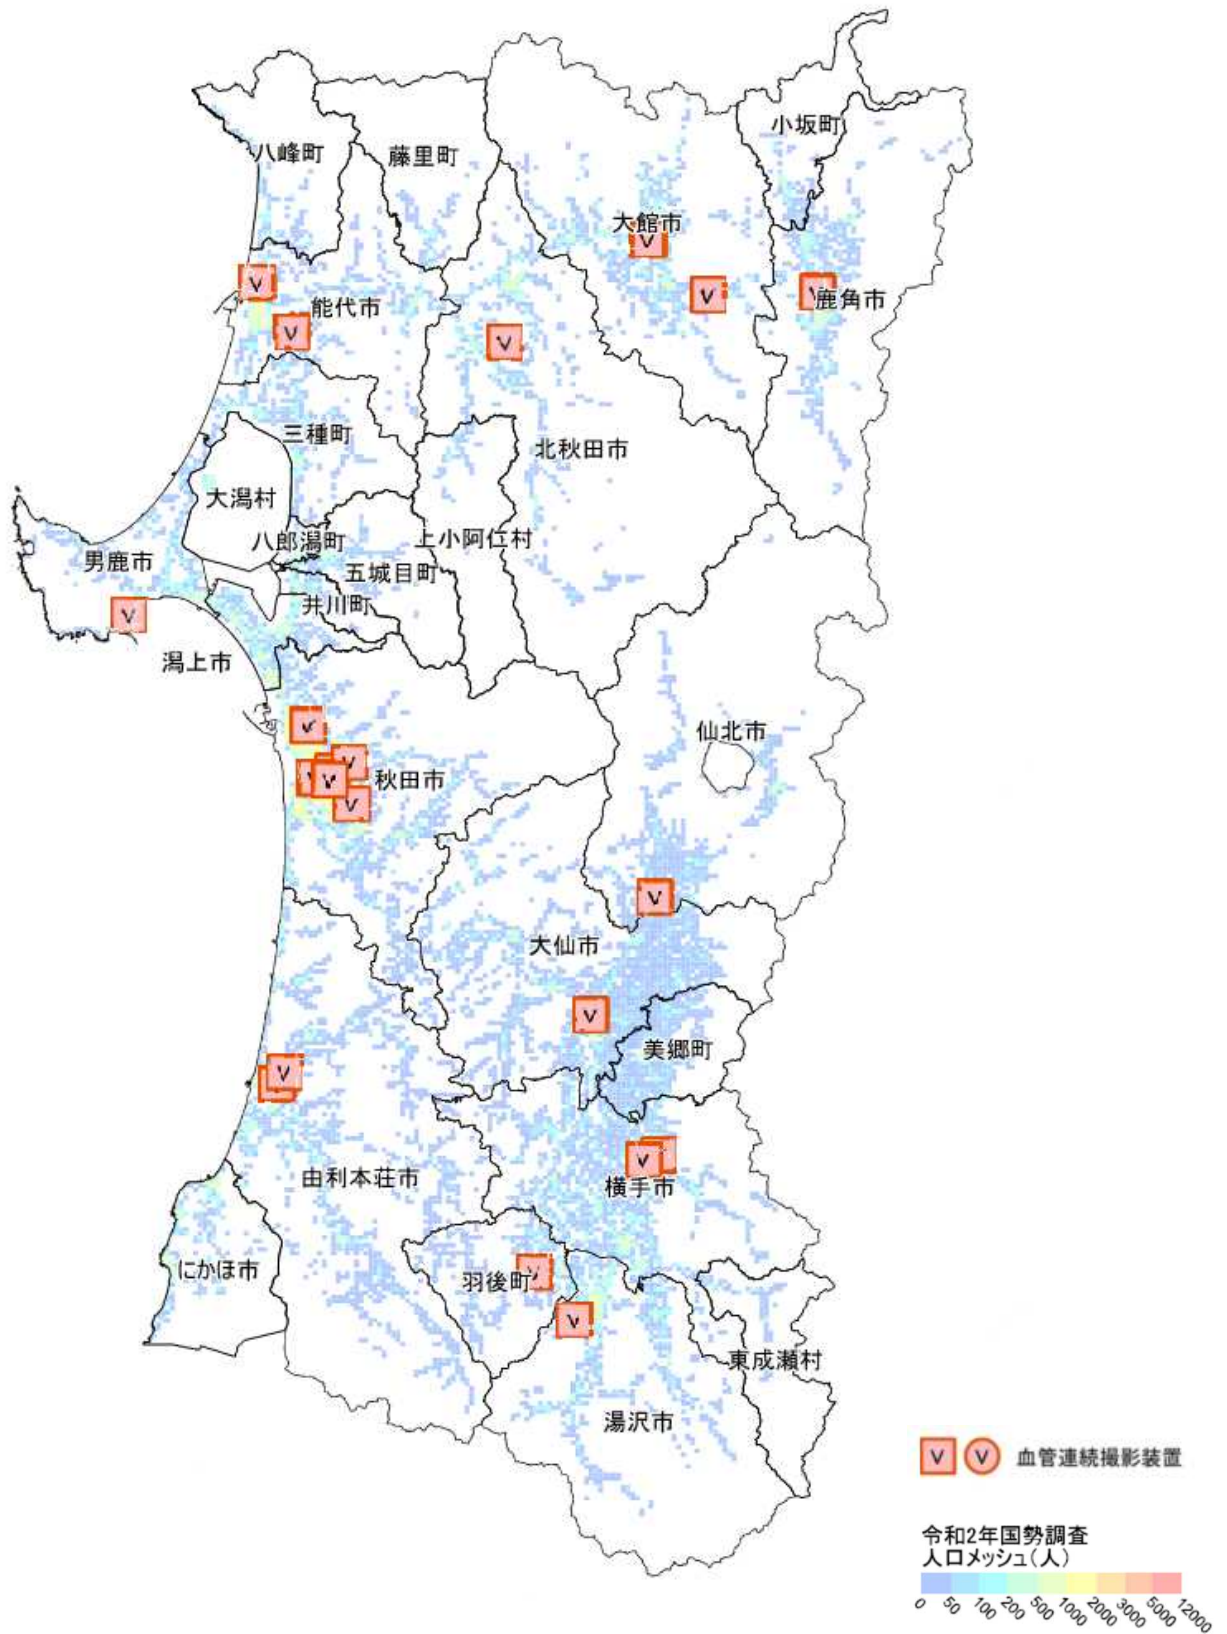 小坂町
八峰町
藤里町
大館市
V
V
V
V
鹿角市
能代市
V
V
三種町
北秋田市
大潟村
八郎潟町
上小阿仁村
男鹿市
五城目町
井川町
V
潟上市
V
仙北市
V
V
V
秋田市
V
V
大仙市
V
美郷町
V
V
由利本荘市
横手市
にかほ市
羽後町
V
V
東成瀬村
湯沢市
V V 血管連続撮影装置
令和2年国勢調査
人口メッシュ(人)
0 50 100 200 500 1000 2000 3000 5000 12000